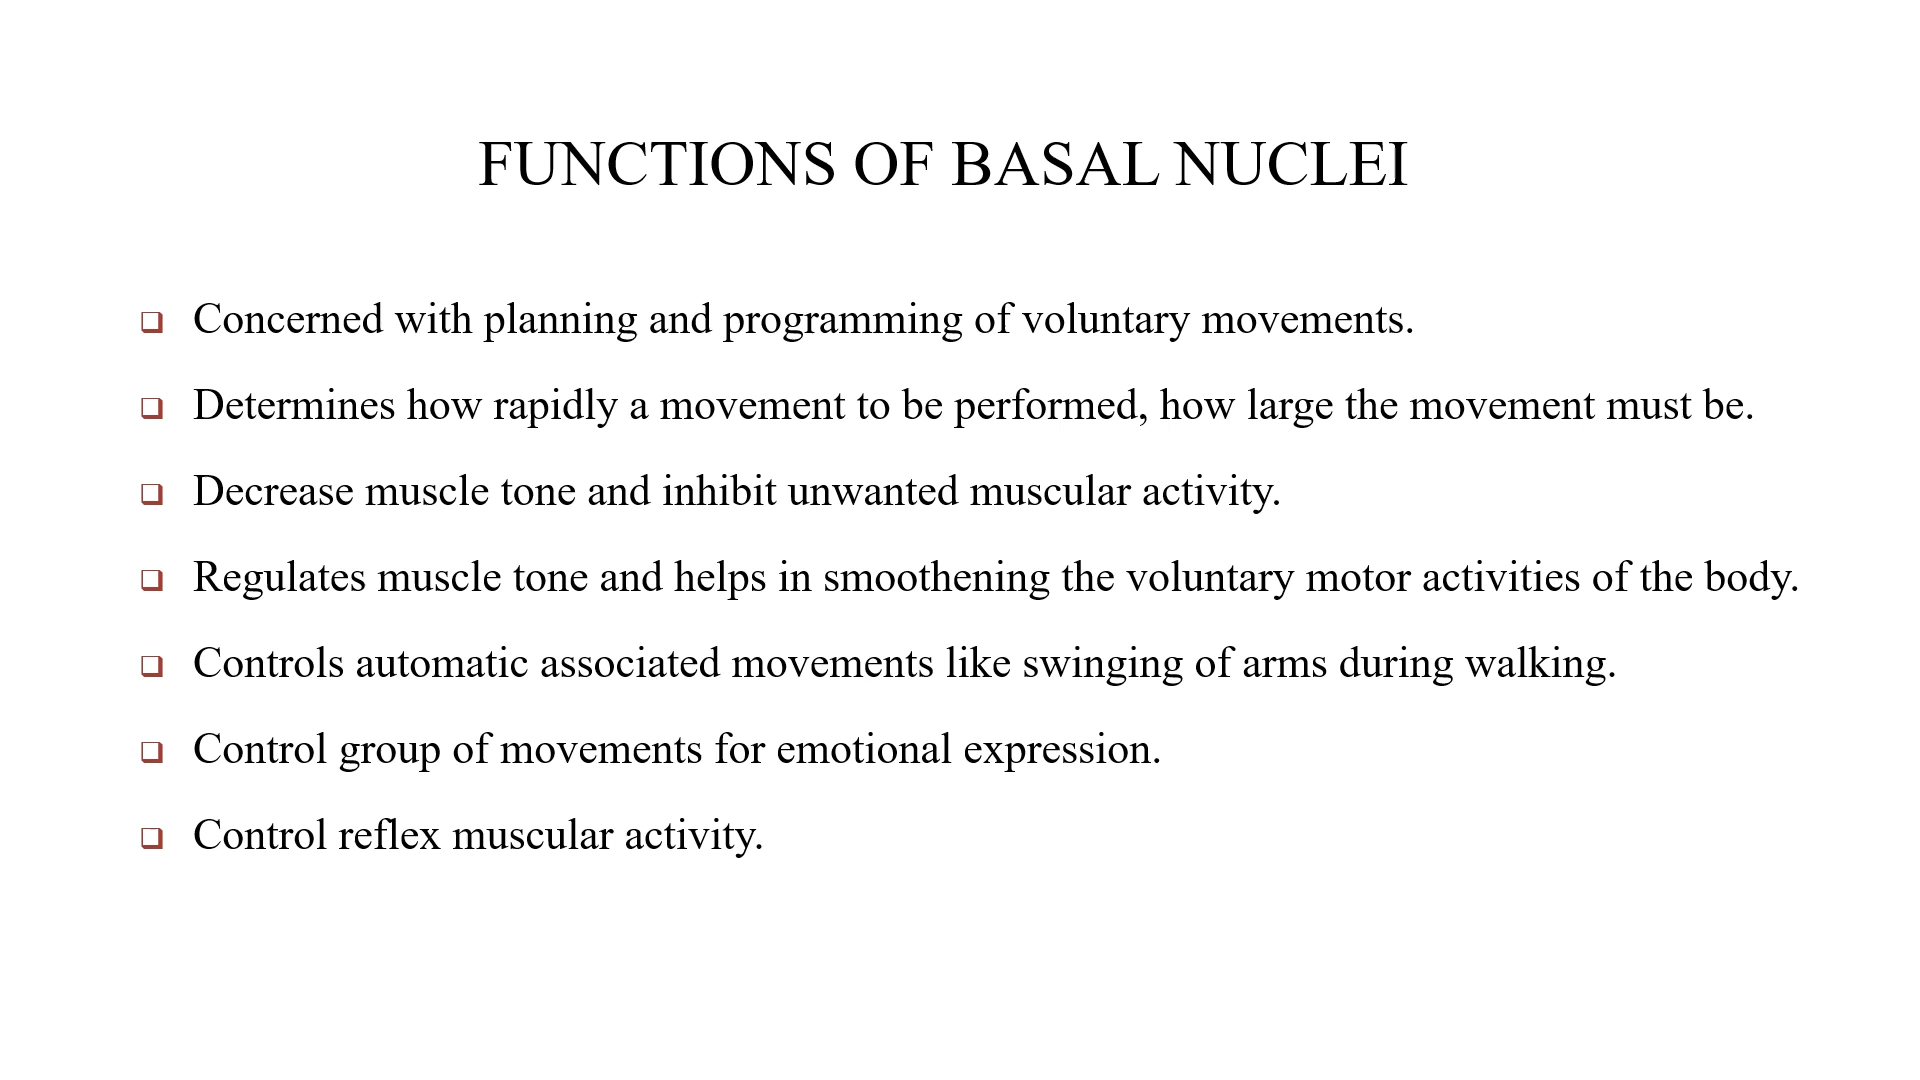 FUNCTIONS OF BASAL NUCLEI
❑ Concerned with planning and programming of voluntary movements.
❑ Determines how rapidly a movement to be performed, how large the movement must be.
❑ Decrease muscle tone and inhibit unwanted muscular activity.
❑ Regulates muscle tone and helps in smoothening the voluntary motor activities of the body.
❑ Controls automatic associated movements like swinging of arms during walking.
❑ Control group of movements for emotional expression.
❑ Control reflex muscular activity.